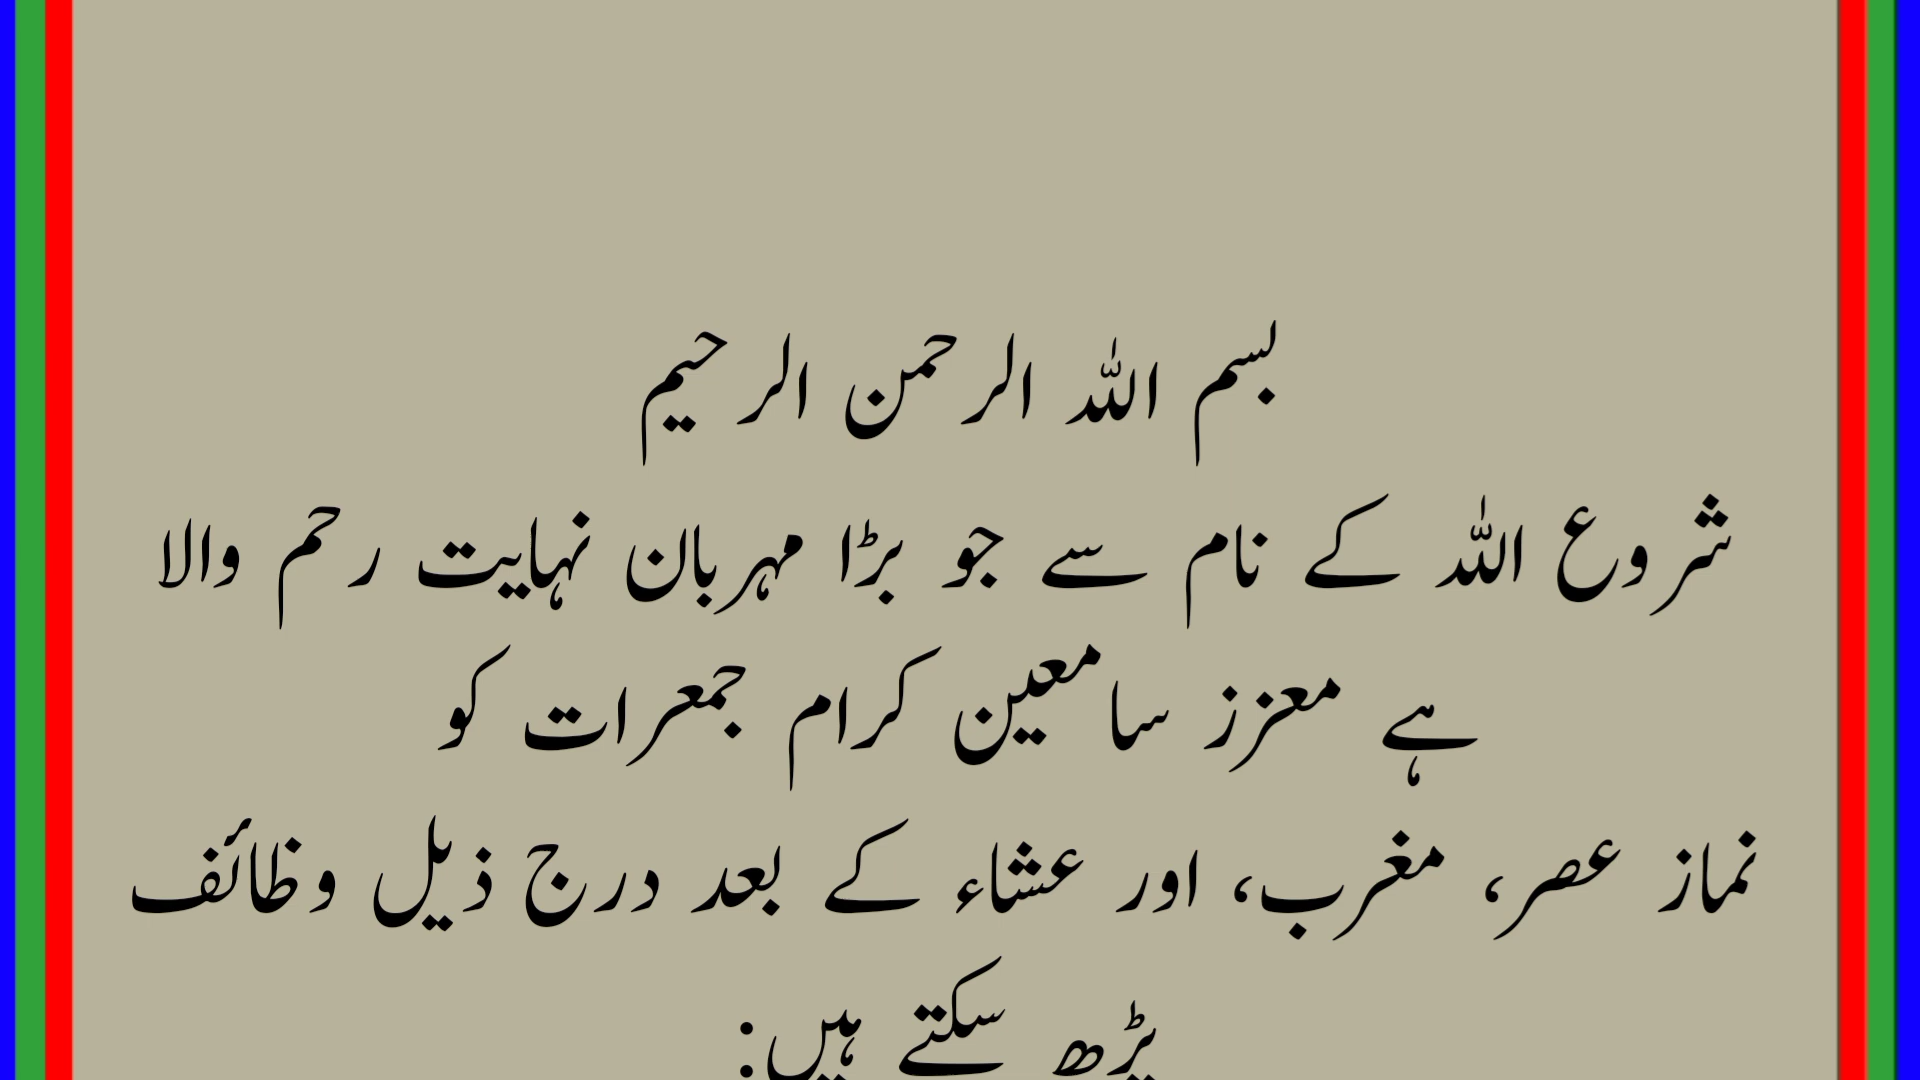 بسم اللہ الرحمن الرحیم
شروع اللہ کے نام سے جو بڑا مہربان نہایت رحم والا
ہے معزز سامعین کرام جمعرات کو
نماز عصر، مغرب، اور عشاء کے بعد درج ذیل وظائف
پڑھ سکتے ہیں: